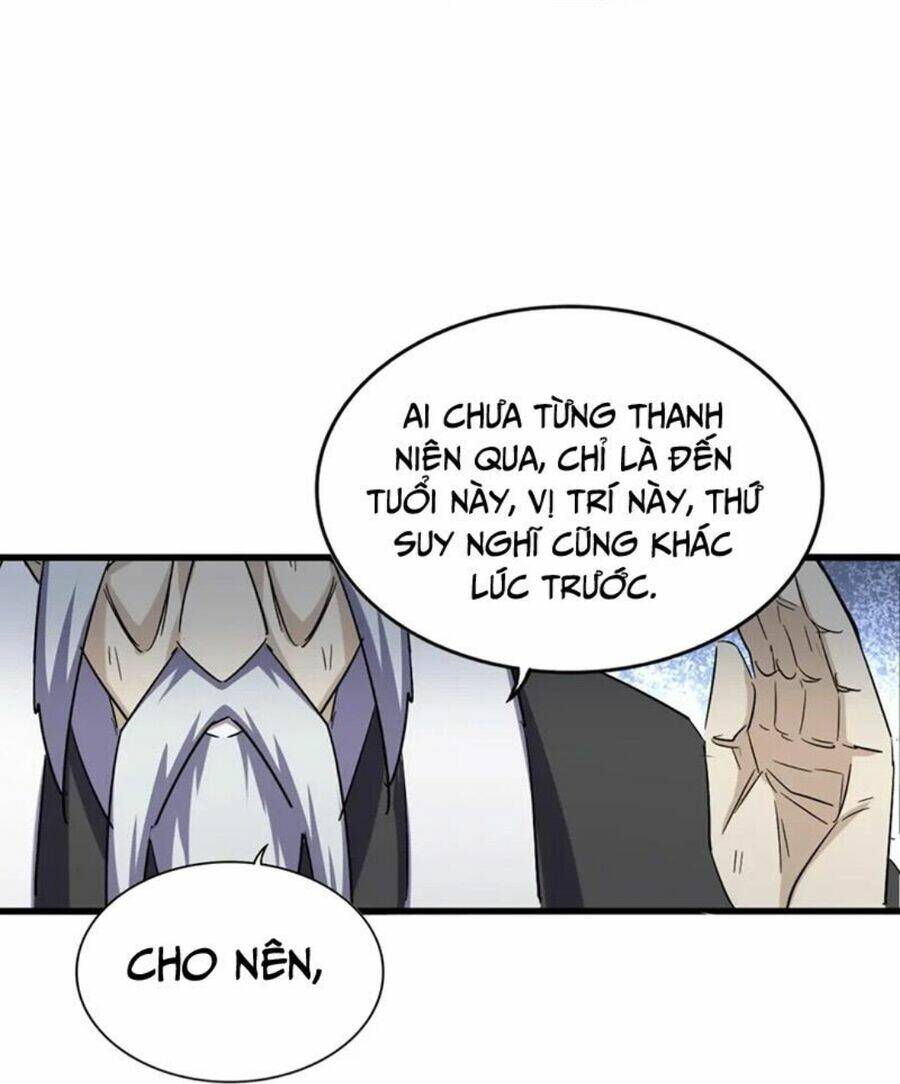 AI CHƯA TỪNG THANH
NIÊN QUA, CHỈ LÀ ĐẾN
TUỔI NÀY, VỊ TRÍ NÀY, THỨ
SUY NGHĨ CŨNG KHÁC
LÚC TRƯỚC.
CHO NÊN,